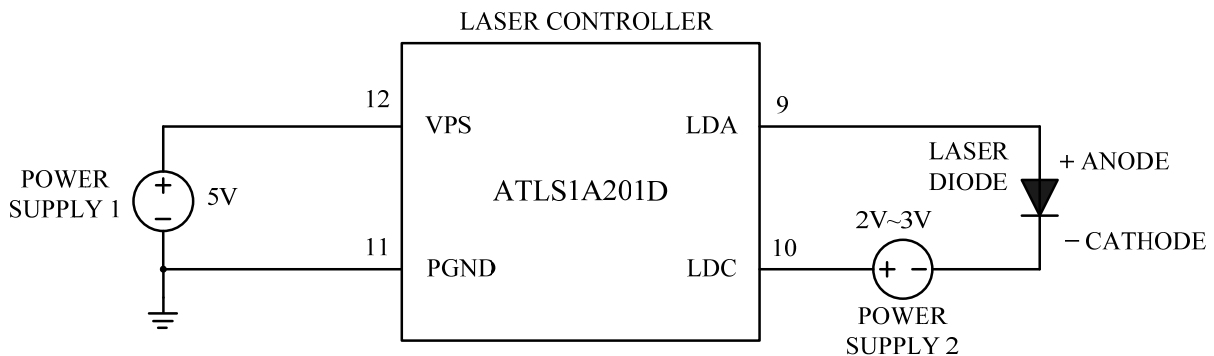 LASER CONTROLLER
12
9
VPS
LDA
LASER
DIODE
+ ANODE
POWER
SUPPLY 1
+
−
5V
ATLS1A201D
2V~3V
− CATHODE
11
10
PGND
LDC
+ −
POWER
SUPPLY 2